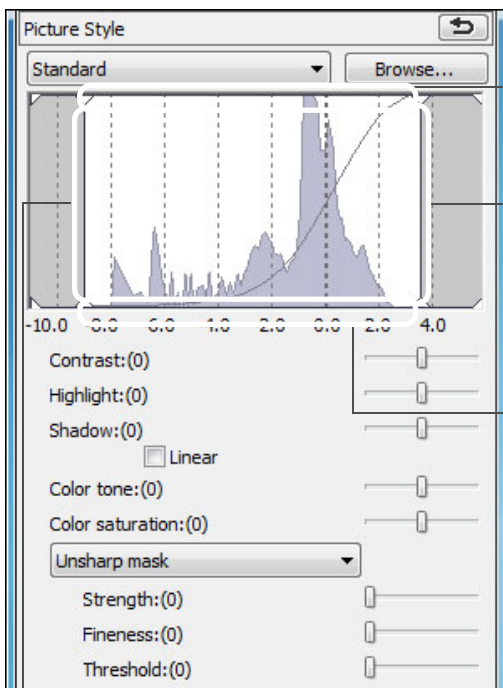 Picture Style
Standard
Browse...
-10.0 4.0
Contrast:(0)
Highlight:(0)
Shadow:(0)
Linear
Color tone:(0)
Color saturation:(0)
Unsharp mask
Strength:(0)
Fineness:(0)
Threshold:(0)